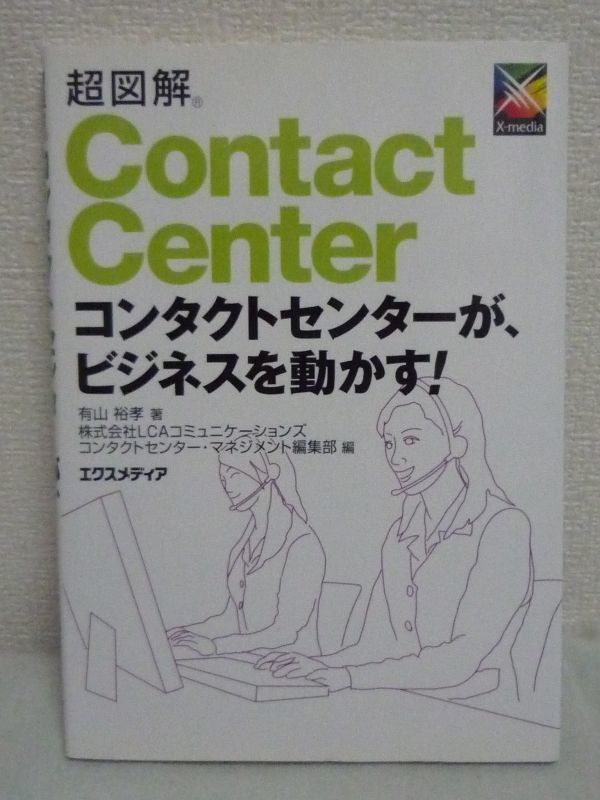 超図解®
X-media
Contact
Center
コンタクトセンターが、
ビジネスを動かす!
有山 裕孝 著
株式会社LCAコミュニケーションズ
コンタクトセンター・マネジメント編集部 編
エクスメディア